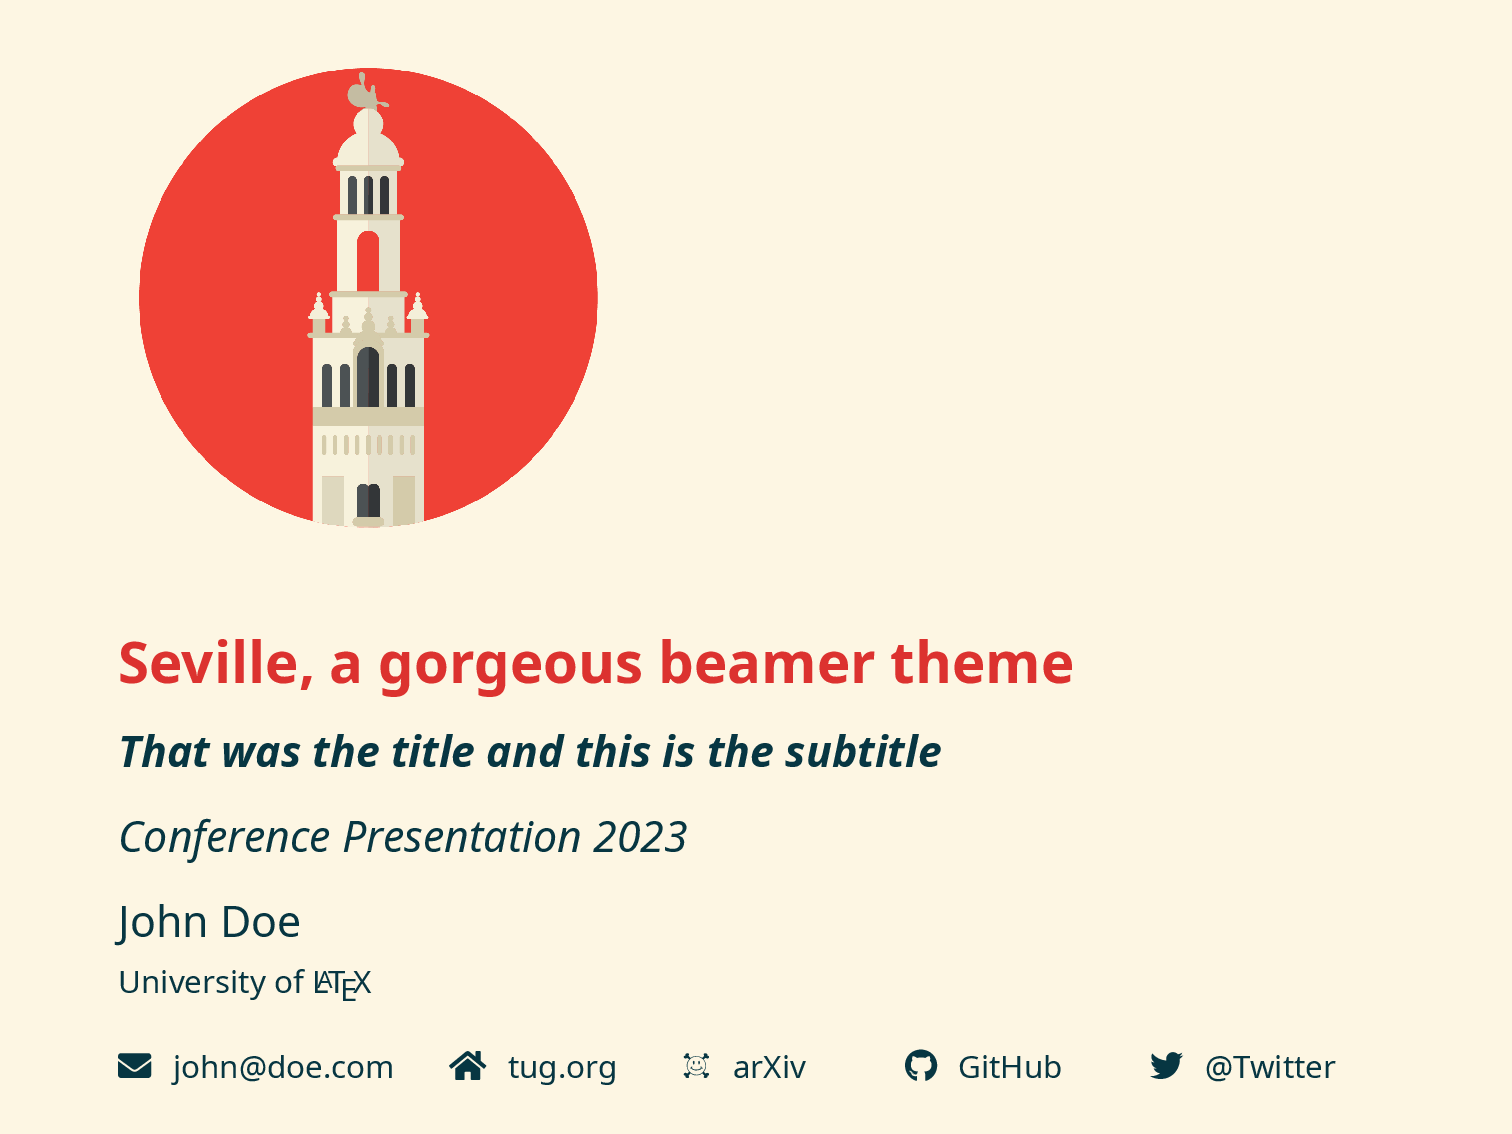 Seville, a gorgeous beamer theme
That was the title and this is the subtitle
Conference Presentation 2023
John Doe
University of LATEX
john@doe.com tug.org arXiv GitHub @Twitter